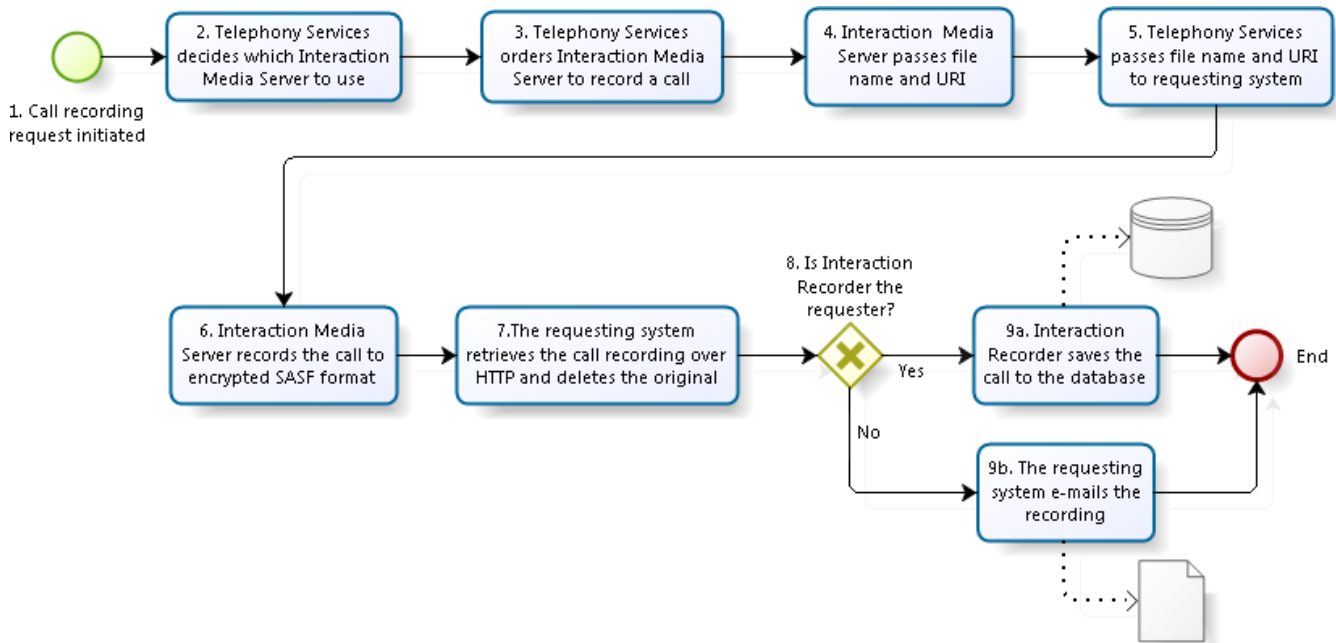 2. Telephony Services
decides which Interaction
Media Server to use
3. Telephony Services
orders Interaction Media
Server to record a call
4. Interaction Media
Server passes file
name and URI
5. Telephony Services
passes file name and URI
to requesting system
1. Call recording
request initiated
8. Is Interaction
Recorder the
requester?
6. Interaction Media
Server records the call to
encrypted SASF format
7.The requesting system
retrieves the call recording over
HTTP and deletes the original
Yes
9a. Interaction
Recorder saves the
call to the database
End
No
9b. The requesting
system e-mails the
recording